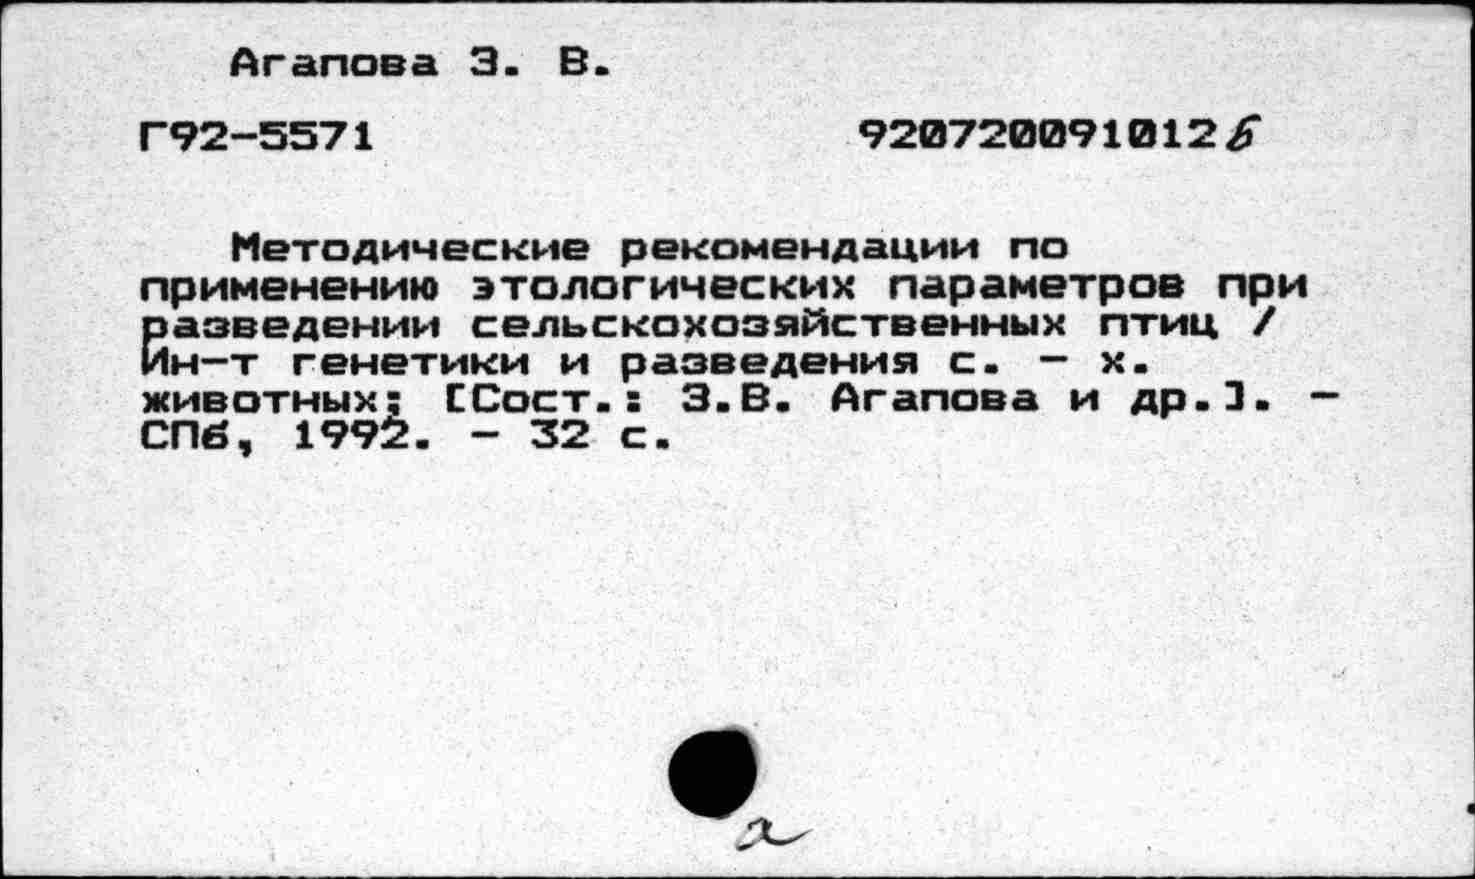 Агапова З. В.
Г92-5571
920720091012б
Методические рекомендации по
применению этологических параметров при
разведении сельскохозяйственных птиц /
Ин-т генетики и разведения с. - х.
животных; [Сост.: З.В. Агапова и др.]. -
СПб, 1992. - 32 с.